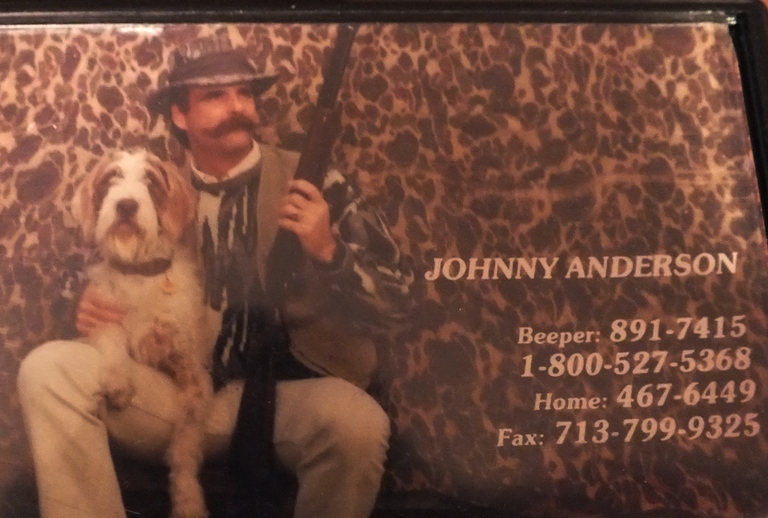 JOHNNY ANDERSON
Beeper: 891-7415
1-800-527-5368
Home: 467-6449
Fax: 713-799-9325